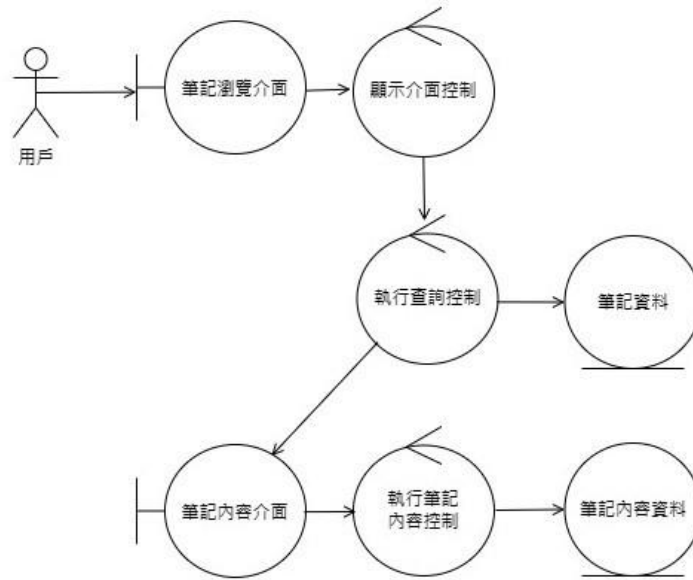 筆記瀏覽介面
顯示介面控制
用戶
執行查詢控制
筆記資料
筆記內容介面
執行筆記
內容控制
筆記內容資料